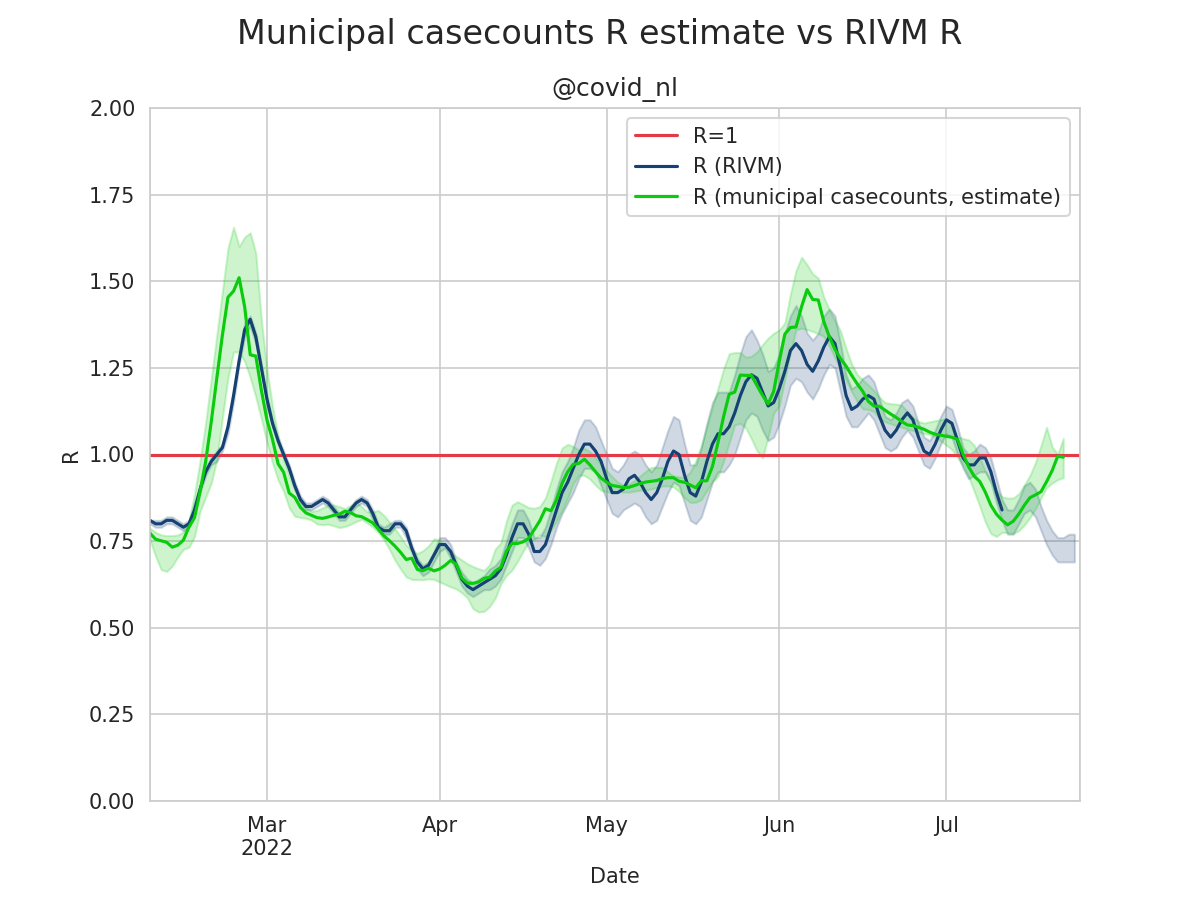 Municipal casecounts R estimate vs RIVM R
@covid_nl
R=1
R (RIVM)
R (municipal casecounts, estimate)
2.00
1.75
1.50
1.25
1.00
0.75
0.50
0.25
0.00
R
Mar
2022
Apr
May
Jun
Jul
Date